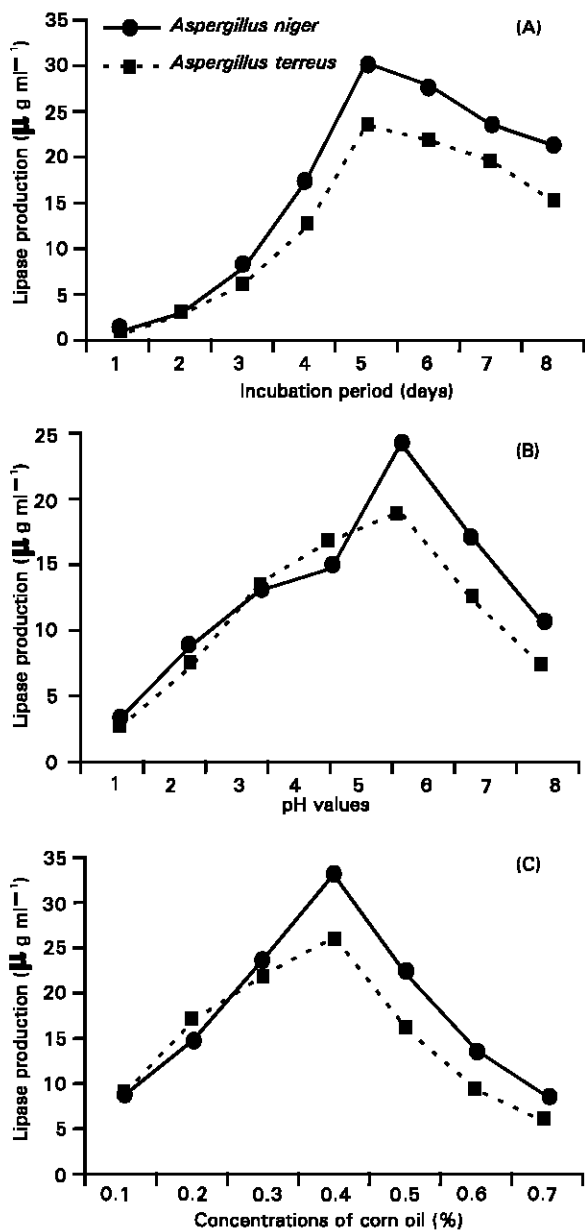 35
30
25
20
15
10
5
0
Lipase production (μ g ml⁻¹)
Aspergillus niger
Aspergillus terreus
(A)
1 2 3 4 5 6 7 8
Incubation period (days)
25
20
15
10
5
0
Lipase production (μ g ml⁻¹)
(B)
1 2 3 4 5 6 7 8
pH values
35
30
25
20
15
10
5
0
Lipase production (μ g ml⁻¹)
(C)
0.1 0.2 0.3 0.4 0.5 0.6 0.7
Concentrations of corn oil (%)